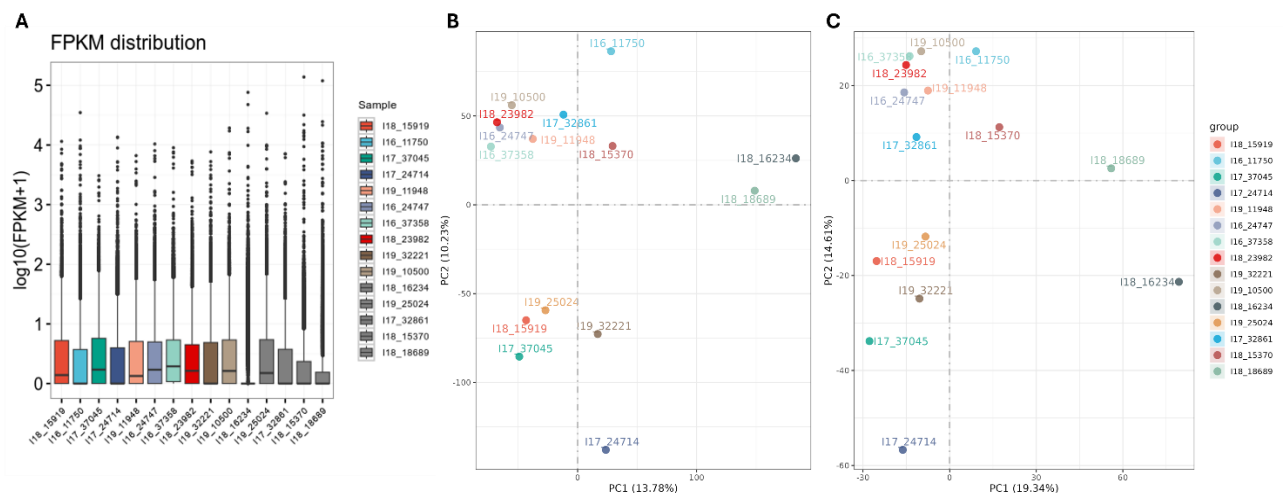 A
FPKM distribution
log10(FPKM+1)
5
4
3
2
1
0
I18_15919
I16_11750
I17_37045
I17_24714
I19_11948
I16_24747
I16_37358
I18_23982
I19_32221
I19_10500
I18_16234
I19_25024
I17_32861
I18_15370
I18_18689
Sample
I18_15919
I16_11750
I17_37045
I17_24714
I19_11948
I16_24747
I16_37358
I18_23982
I19_32221
I19_10500
I18_16234
I19_25024
I17_32861
I18_15370
I18_18689
B
PC2 (10.23%)
50
0
-50
-100
I16_11750
I19_10500
I18_23982
I17_32861
I16_24747
I19_11948
I16_37358
I18_15370
I18_16234
I18_18689
I19_25024
I18_15919
I19_32221
I17_37045
I17_24714
0
100
PC1 (13.78%)
C
PC2 (14.61%)
20
0
-20
-40
-60
I19_10500
I16_3735
I16_11750
I18_23982
I19_11948
I16_24747
I18_15370
I17_32861
I18_18689
I19_25024
I18_15919
I18_16234
I19_32221
I17_37045
I17_24714
-30
0
30
60
PC1 (19.34%)
group
I18_15919
I16_11750
I17_37045
I17_24714
I19_11948
I16_24747
I16_37358
I18_23982
I19_32221
I19_10500
I18_16234
I19_25024
I17_32861
I18_15370
I18_18689